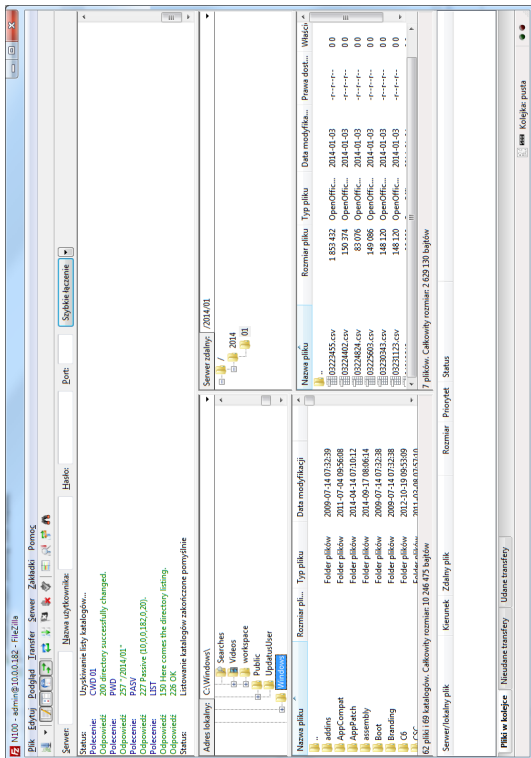 N100 - admin@10.0.0.182 - FileZilla
Plik Edytuj Podgląd Transfer Serwer Zakładki Pomoc
Serwer: Nazwa użytkownika: Hasło: Port: Szybkie łączenie
Status: Uzyskiwanie listy katalogów...
Polecenie: CWD 01
Odpowiedź 200 directory successfully changed.
Polecenie: PWD
Odpowiedź 257 "/2014/01"
Polecenie: PASV
Odpowiedź 227 Passive (10,0,0,182,0,20).
Polecenie: LIST
Odpowiedź 150 Here comes the directory listing.
Odpowiedź 226 OK
Status: Listowanie katalogów zakończone pomyślnie
Adres lokalny: C:\Windows\
Searches
Videos
workspace
Public
UpdatusUser
Windows
Serwer zdalny: /2014/01
/
2014
01
Nazwa pliku Rozmiar pli... Typ pliku Data modyfikacji
..
addins Folder plików 2009-07-14 07:32:39
AppCompat Folder plików 2011-07-04 09:56:08
AppPatch Folder plików 2014-04-14 07:10:12
assembly Folder plików 2014-09-17 08:06:14
Boot Folder plików 2009-07-14 07:32:38
Branding Folder plików 2009-07-14 07:32:38
C6 Folder plików 2012-10-19 09:53:09
CSC Folder plików
62 pliki i 69 katalogów. Całkowity rozmiar: 10 246 475 bajtów
Nazwa pliku Rozmiar pliku Typ pliku Data modyfika... Prawa dost... Właści
..
03223455.csv 1 853 432 OpenOffic... 2014-01-03 -r--r--r-- 0 0
03224402.csv 150 374 OpenOffic... 2014-01-03 -r--r--r-- 0 0
03224824.csv 83 076 OpenOffic... 2014-01-03 -r--r--r-- 0 0
03225603.csv 149 086 OpenOffic... 2014-01-03 -r--r--r-- 0 0
03230343.csv 148 120 OpenOffic... 2014-01-03 -r--r--r-- 0 0
03231123.csv 148 120 OpenOffic... 2014-01-03 -r--r--r-- 0 0
7 plików. Całkowity rozmiar: 2 629 130 bajtów
Serwer/lokalny plik Kierunek Zdalny plik Rozmiar Priorytet Status
Pliki w kolejce Nieudane transfery Udane transfery
Kolejka: pusta